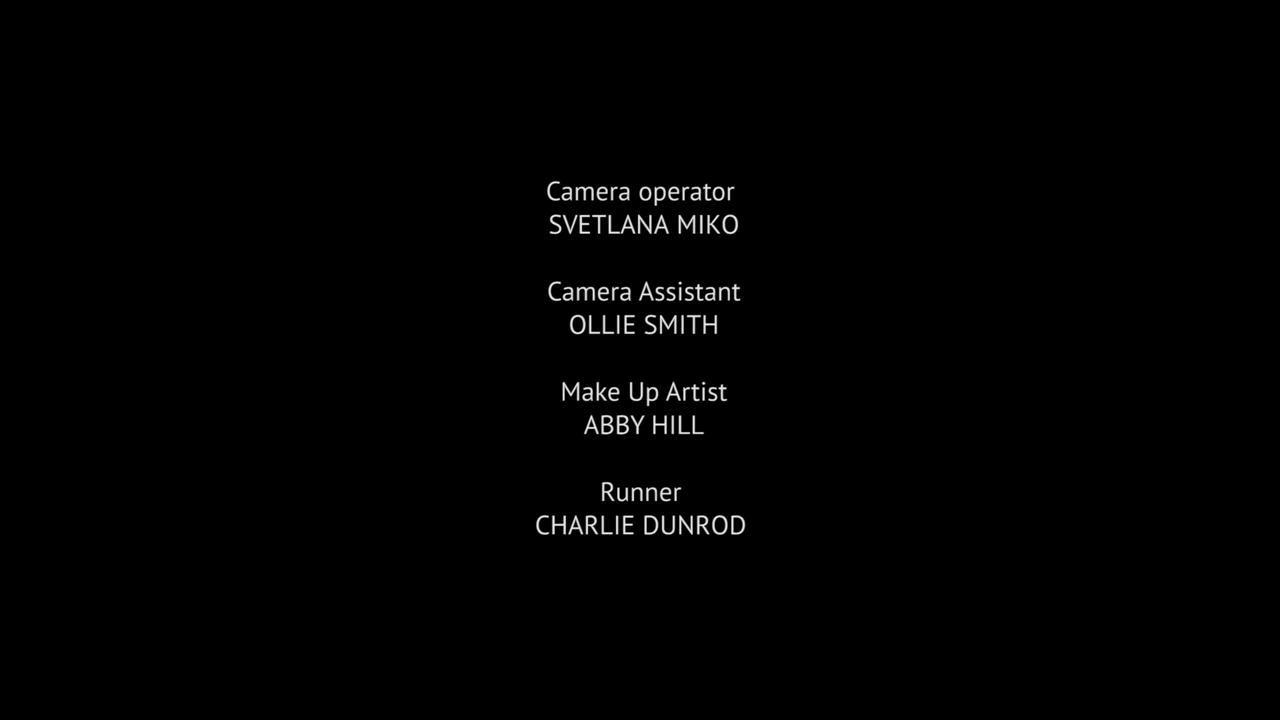 Camera operator
SVETLANA MIKO
Camera Assistant
OLLIE SMITH
Make Up Artist
ABBY HILL
Runner
CHARLIE DUNROD